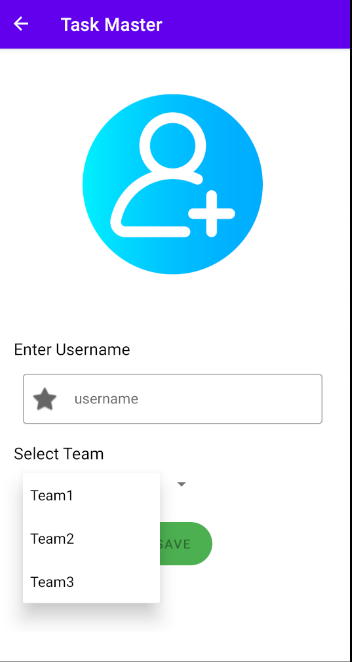 Task Master
Enter Username
username
Select Team
Team1
Team2
Team3
SAVE